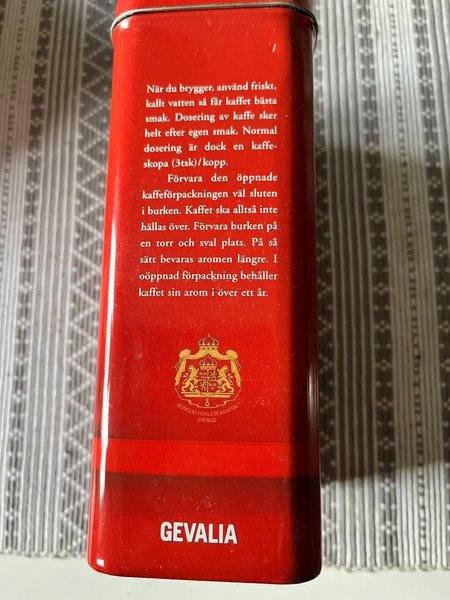 När du brygger, använd friskt,
kallt vatten så får kaffet bästa
smak. Dosering av kaffe sker
helt efter egen smak. Normal
dosering är dock en kaffe-
skopa (3tsk)/kopp.
Förvara den öppnade
kaffeförpackningen väl sluten
i burken. Kaffet ska alltså inte
hällas över. Förvara burken på
en torr och sval plats. På så
sätt bevaras aromen längre. I
oöppnad förpackning behåller
kaffet sin arom i över ett år.
KUNGLIG HOVLEVERANTÖR
SVERIGE
GEVALIA